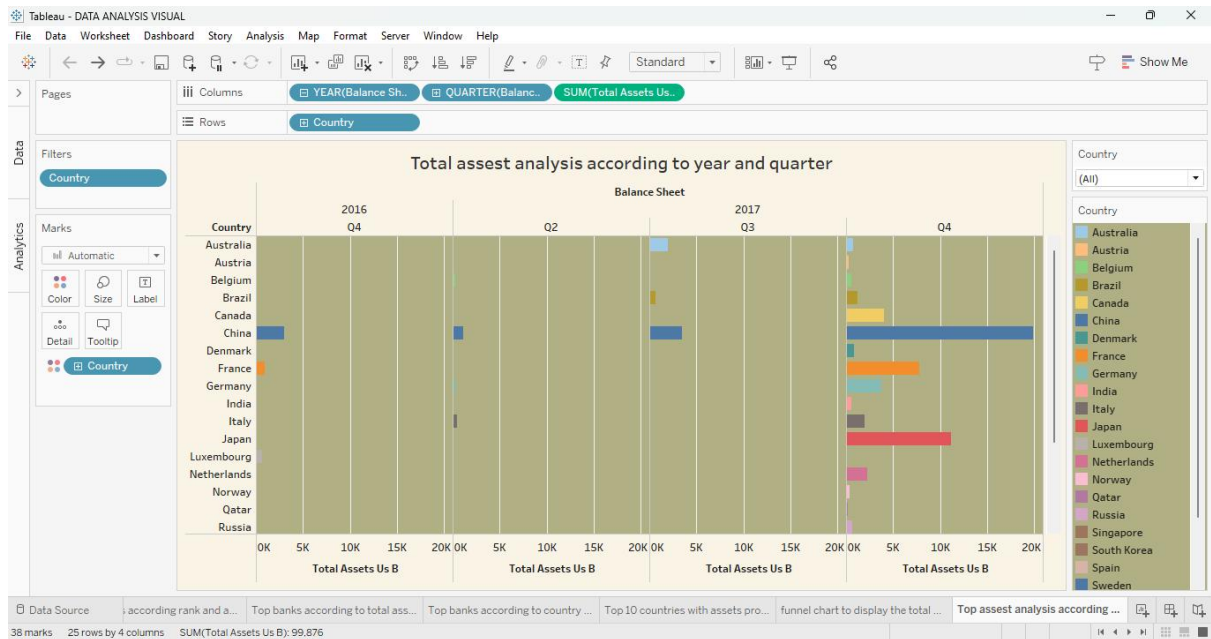 Tableau - DATA ANALYSIS VISUAL
File Data Worksheet Dashboard Story Analysis Map Format Server Window Help
Standard
Show Me
Pages
Columns
YEAR(Balance Sh..
QUARTER(Balanc..
SUM(Total Assets Us..
Rows
Country
Data
Analytics
Filters
Country
Marks
Automatic
Color Size Label
Detail Tooltip
Country
Total assest analysis according to year and quarter
Balance Sheet
2016 2017
Country Q4 Q2 Q3 Q4
Australia
Austria
Belgium
Brazil
Canada
China
Denmark
France
Germany
India
Italy
Japan
Luxembourg
Netherlands
Norway
Qatar
Russia
0K 5K 10K 15K 20K 0K 5K 10K 15K 20K 0K 5K 10K 15K 20K 0K 5K 10K 15K 20K
Total Assets Us B Total Assets Us B Total Assets Us B Total Assets Us B
Country
(All)
Country
Australia
Austria
Belgium
Brazil
Canada
China
Denmark
France
Germany
India
Italy
Japan
Luxembourg
Netherlands
Norway
Qatar
Russia
Singapore
South Korea
Spain
Sweden
Data Source according rank and a... Top banks according to total ass... Top banks according to country ... Top 10 countries with assets pro... funnel chart to display the total ... Top assest analysis according ...
38 marks 25 rows by 4 columns SUM(Total Assets Us B): 99,876